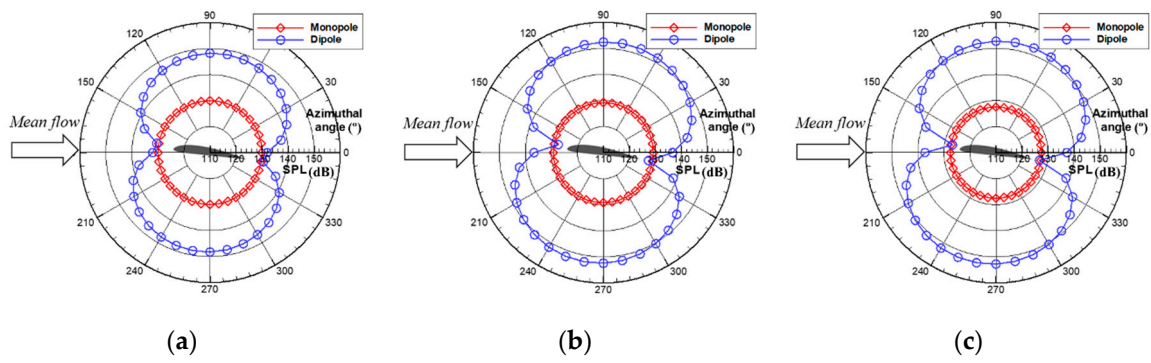 90
120
Monopole
Dipole
150
30
Azimuthal
angle (°)
Mean flow
110 120 130 140 150 0
SPL (dB)
210
330
240
300
270
(a)
90
120
Monopole
Dipole
150
30
Azimuthal
angle (°)
Mean flow
110 120 130 140 150 0
SPL (dB)
210
330
240
300
270
(b)
90
120
Monopole
Dipole
150
30
Azimuthal
angle (°)
Mean flow
110 120 130 140 150 0
SPL (dB)
210
330
240
300
270
(c)